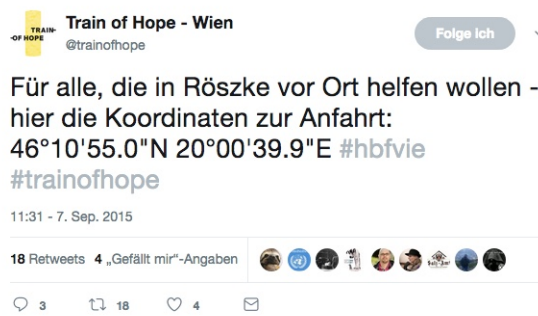 TRAIN-
-OF HOPE
Train of Hope - Wien
@trainofhope
Folge ich
Für alle, die in Röszke vor Ort helfen wollen -
hier die Koordinaten zur Anfahrt:
46°10'55.0"N 20°00'39.9"E #hbfvie
#trainofhope
11:31 - 7. Sep. 2015
18 Retweets 4 „Gefällt mir“-Angaben
3 18 4